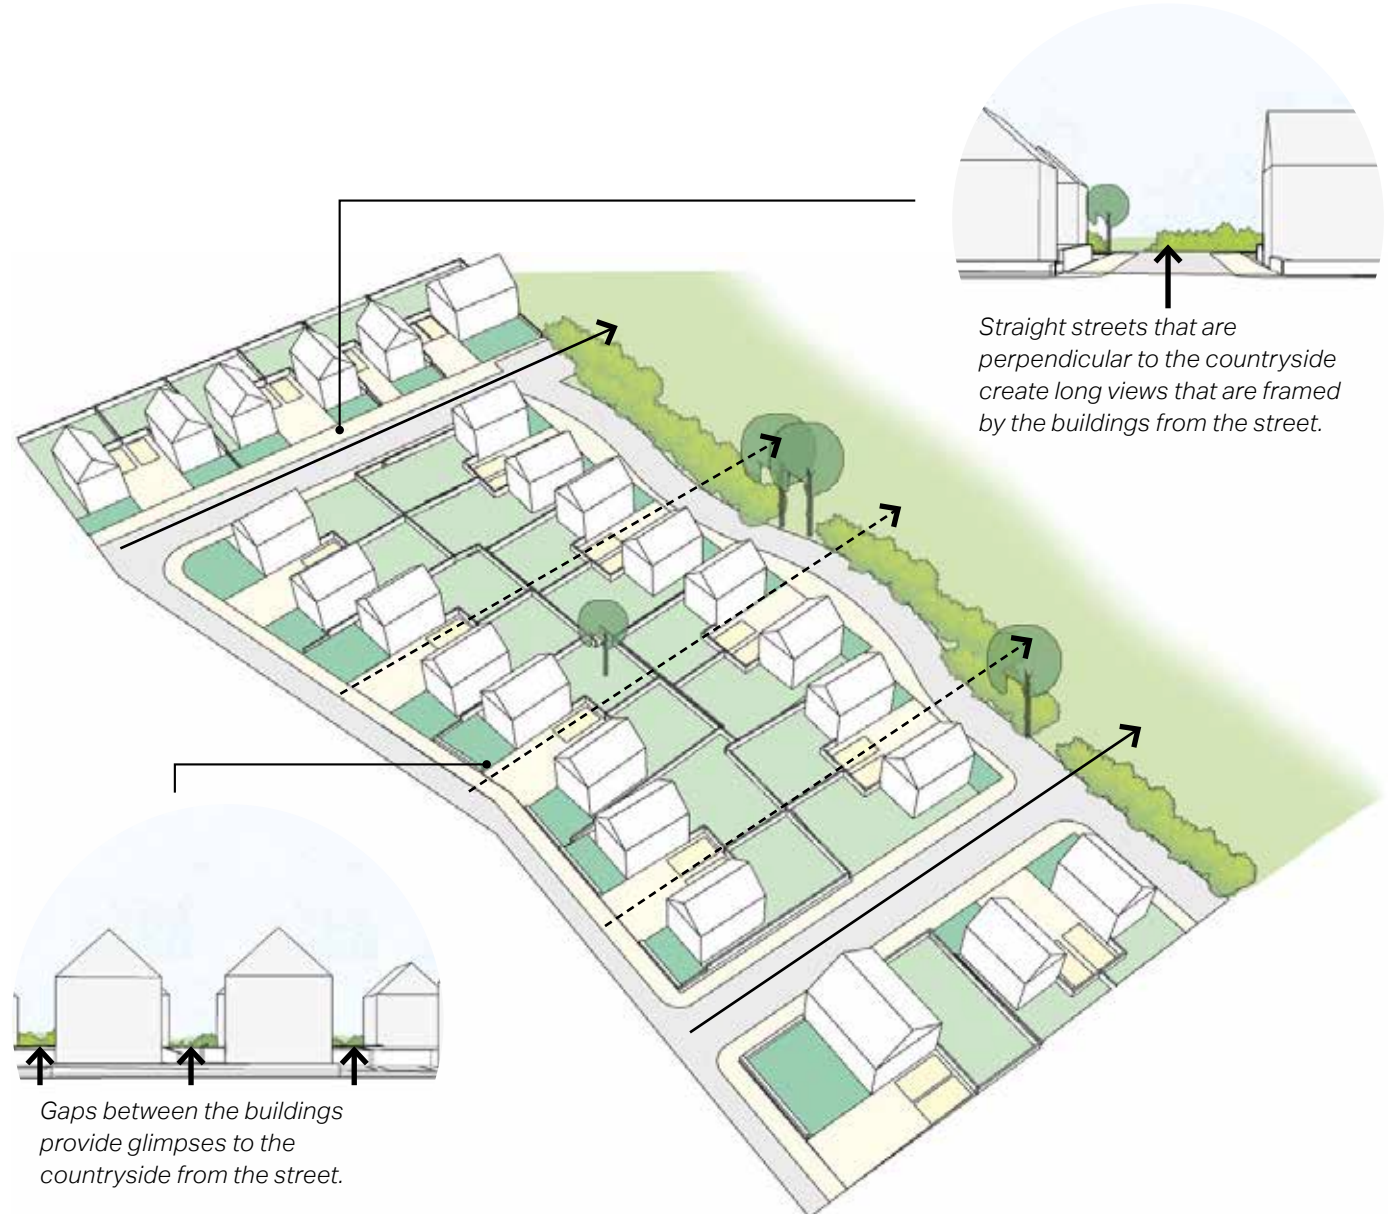 Straight streets that are
perpendicular to the countryside
create long views that are framed
by the buildings from the street.
Gaps between the buildings
provide glimpses to the
countryside from the street.